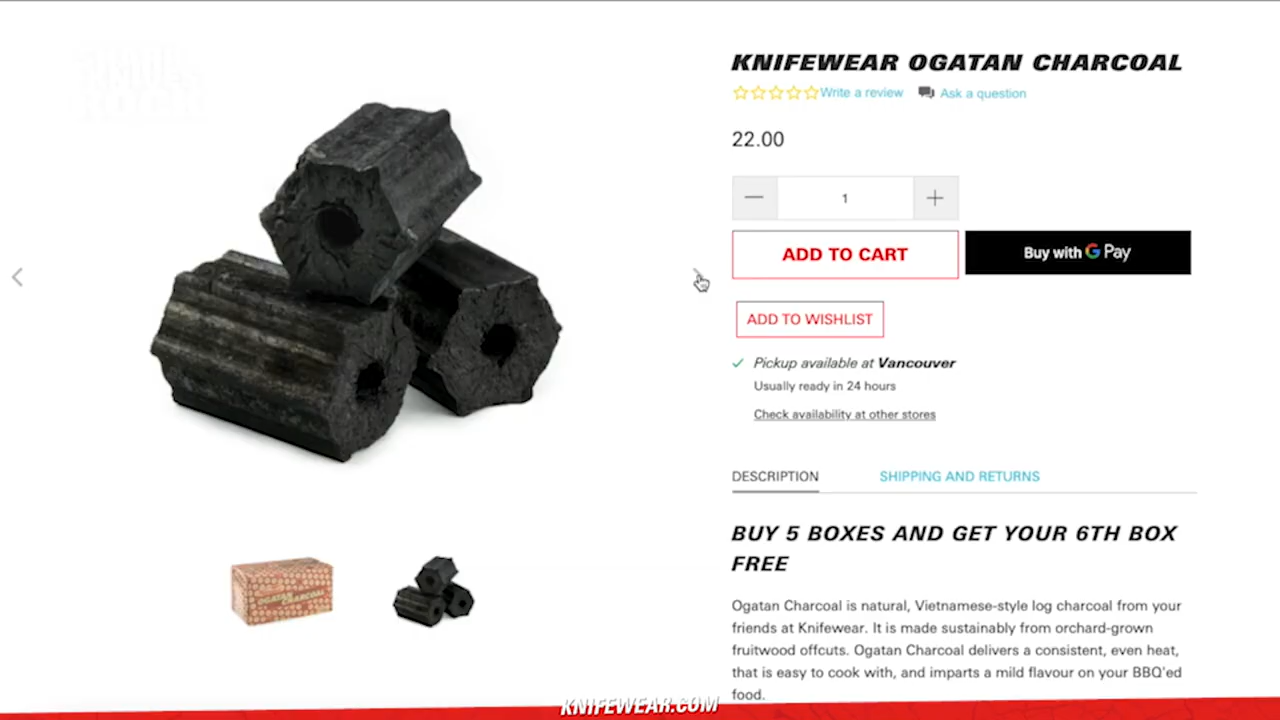 KNIFEWEAR OGATAN CHARCOAL
Write a review Ask a question
22.00
1
ADD TO CART
Buy with G Pay
ADD TO WISHLIST
Pickup available at Vancouver
Usually ready in 24 hours
Check availability at other stores
DESCRIPTION
SHIPPING AND RETURNS
BUY 5 BOXES AND GET YOUR 6TH BOX
FREE
Ogatan Charcoal is natural, Vietnamese-style log charcoal from your
friends at Knifewear. It is made sustainably from orchard-grown
fruitwood offcuts. Ogatan Charcoal delivers a consistent, even heat,
that is easy to cook with, and imparts a mild flavour on your BBQ'ed
food.
OGATAN CHARCOAL
KNIFEWEAR.COM